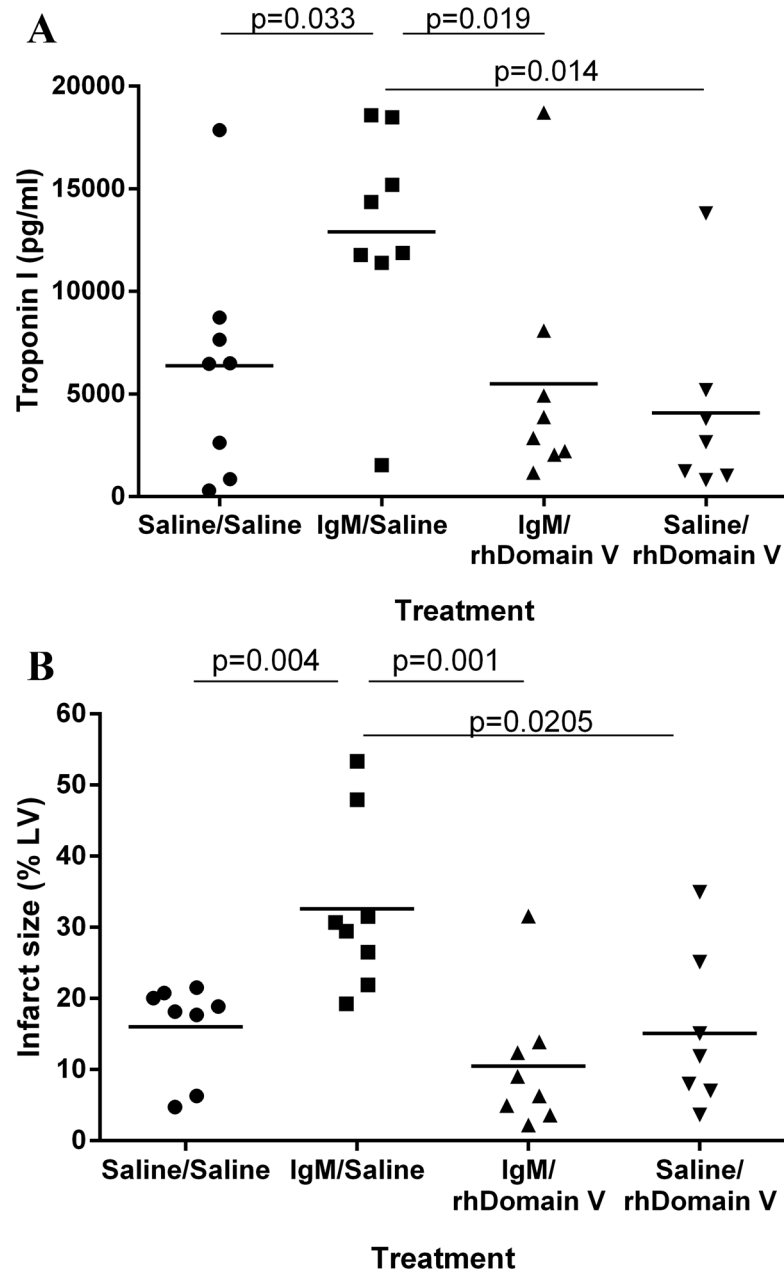 A
p=0.033 p=0.019
p=0.014
Troponin I (pg/ml)
20000
15000
10000
5000
0
Saline/Saline IgM/Saline IgM/ Saline/
rhDomain V rhDomain V
Treatment
B
p=0.004 p=0.001
p=0.0205
Infarct size (% LV)
60
50
40
30
20
10
0
Saline/Saline IgM/Saline IgM/ Saline/
rhDomain V rhDomain V
Treatment